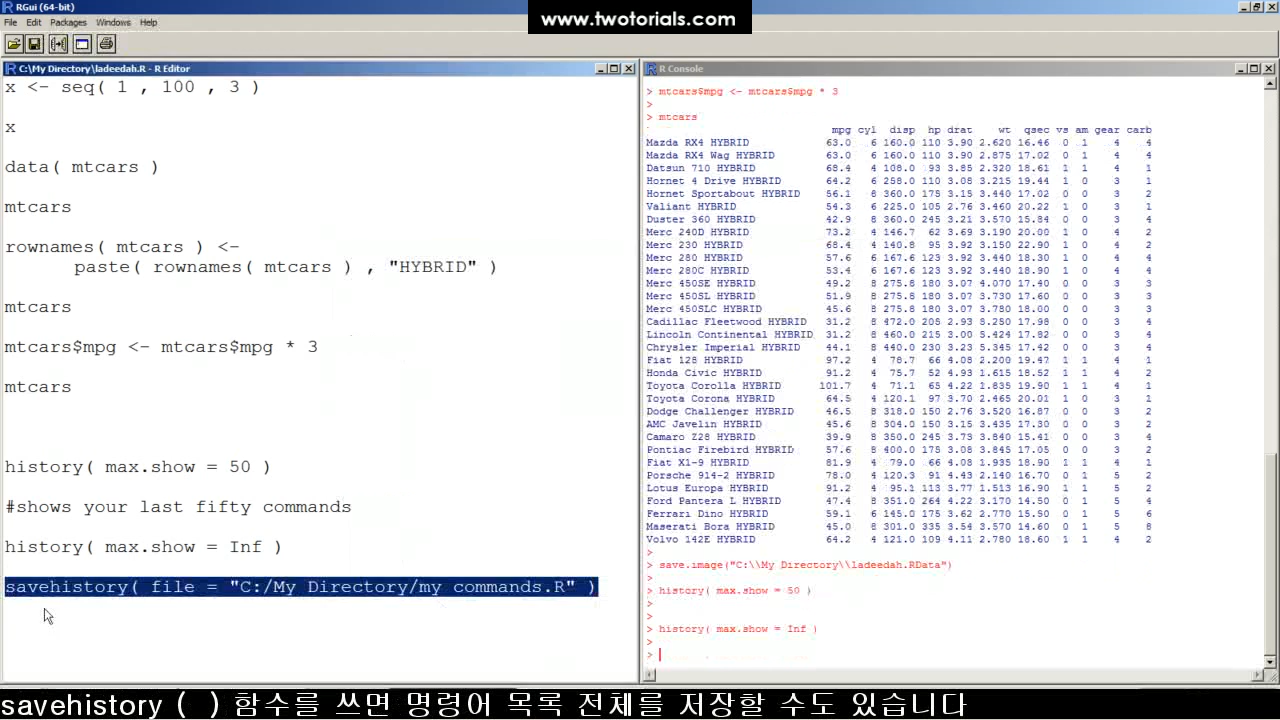 RGui (64-bit)
www.twotorials.com
File Edit Packages Windows Help
C:\My Directory\ladeedah.R - R Editor
x <- seq( 1 , 100 , 3 )
x
data( mtcars )
mtcars
rownames( mtcars ) <-
paste( rownames( mtcars ) , "HYBRID" )
mtcars
mtcars$mpg <- mtcars$mpg * 3
mtcars
history( max.show = 50 )
#shows your last fifty commands
history( max.show = Inf )
savehistory( file = "C:/My Directory/my commands.R" )
R Console
> mtcars$mpg <- mtcars$mpg * 3
>
> mtcars
mpg cyl disp hp drat wt qsec vs am gear carb
Mazda RX4 HYBRID 63.0 6 160.0 110 3.90 2.620 16.46 0 1 4 4
Mazda RX4 Wag HYBRID 63.0 6 160.0 110 3.90 2.875 17.02 0 1 4 4
Datsun 710 HYBRID 68.4 4 108.0 93 3.85 2.320 18.61 1 1 4 1
Hornet 4 Drive HYBRID 64.2 6 258.0 110 3.08 3.215 19.44 1 0 3 1
Hornet Sportabout HYBRID 56.1 8 360.0 175 3.15 3.440 17.02 0 0 3 2
Valiant HYBRID 54.3 6 225.0 105 2.76 3.460 20.22 1 0 3 1
Duster 360 HYBRID 42.9 8 360.0 245 3.21 3.570 15.84 0 0 3 4
Merc 240D HYBRID 73.2 4 146.7 62 3.69 3.190 20.00 1 0 4 2
Merc 230 HYBRID 68.4 4 140.8 95 3.92 3.150 22.90 1 0 4 2
Merc 280 HYBRID 57.6 6 167.6 123 3.92 3.440 18.30 1 0 4 4
Merc 280C HYBRID 53.4 6 167.6 123 3.92 3.440 18.90 1 0 4 4
Merc 450SE HYBRID 49.2 8 275.8 180 3.07 4.070 17.40 0 0 3 3
Merc 450SL HYBRID 51.9 8 275.8 180 3.07 3.730 17.60 0 0 3 3
Merc 450SLC HYBRID 45.6 8 275.8 180 3.07 3.780 18.00 0 0 3 3
Cadillac Fleetwood HYBRID 31.2 8 472.0 205 2.93 5.250 17.98 0 0 3 4
Lincoln Continental HYBRID 31.2 8 460.0 215 3.00 5.424 17.82 0 0 3 4
Chrysler Imperial HYBRID 44.1 8 440.0 230 3.23 5.345 17.42 0 0 3 4
Fiat 128 HYBRID 97.2 4 78.7 66 4.08 2.200 19.47 1 1 4 1
Honda Civic HYBRID 91.2 4 75.7 52 4.93 1.615 18.52 1 1 4 2
Toyota Corolla HYBRID 101.7 4 71.1 65 4.22 1.835 19.90 1 1 4 1
Toyota Corona HYBRID 64.5 4 120.1 97 3.70 2.465 20.01 1 0 3 1
Dodge Challenger HYBRID 46.5 8 318.0 150 2.76 3.520 16.87 0 0 3 2
AMC Javelin HYBRID 45.6 8 304.0 150 3.15 3.435 17.30 0 0 3 2
Camaro Z28 HYBRID 39.9 8 350.0 245 3.73 3.840 15.41 0 0 3 4
Pontiac Firebird HYBRID 57.6 8 400.0 175 3.08 3.845 17.05 0 0 3 2
Fiat X1-9 HYBRID 81.9 4 79.0 66 4.08 1.935 18.90 1 1 4 1
Porsche 914-2 HYBRID 78.0 4 120.3 91 4.43 2.140 16.70 0 1 5 2
Lotus Europa HYBRID 91.2 4 95.1 113 3.77 1.513 16.90 1 1 5 2
Ford Pantera L HYBRID 47.4 8 351.0 264 4.22 3.170 14.50 0 1 5 4
Ferrari Dino HYBRID 59.1 6 145.0 175 3.62 2.770 15.50 0 1 5 6
Maserati Bora HYBRID 45.0 8 301.0 335 3.54 3.570 14.60 0 1 5 8
Volvo 142E HYBRID 64.2 4 121.0 109 4.11 2.780 18.60 1 1 4 2
>
> save.image("C:\\My Directory\\ladeedah.RData")
>
> history( max.show = 50 )
>
>
> history( max.show = Inf )
>
>
savehistory ( ) 함수를 쓰면 명령어 목록 전체를 저장할 수도 있습니다